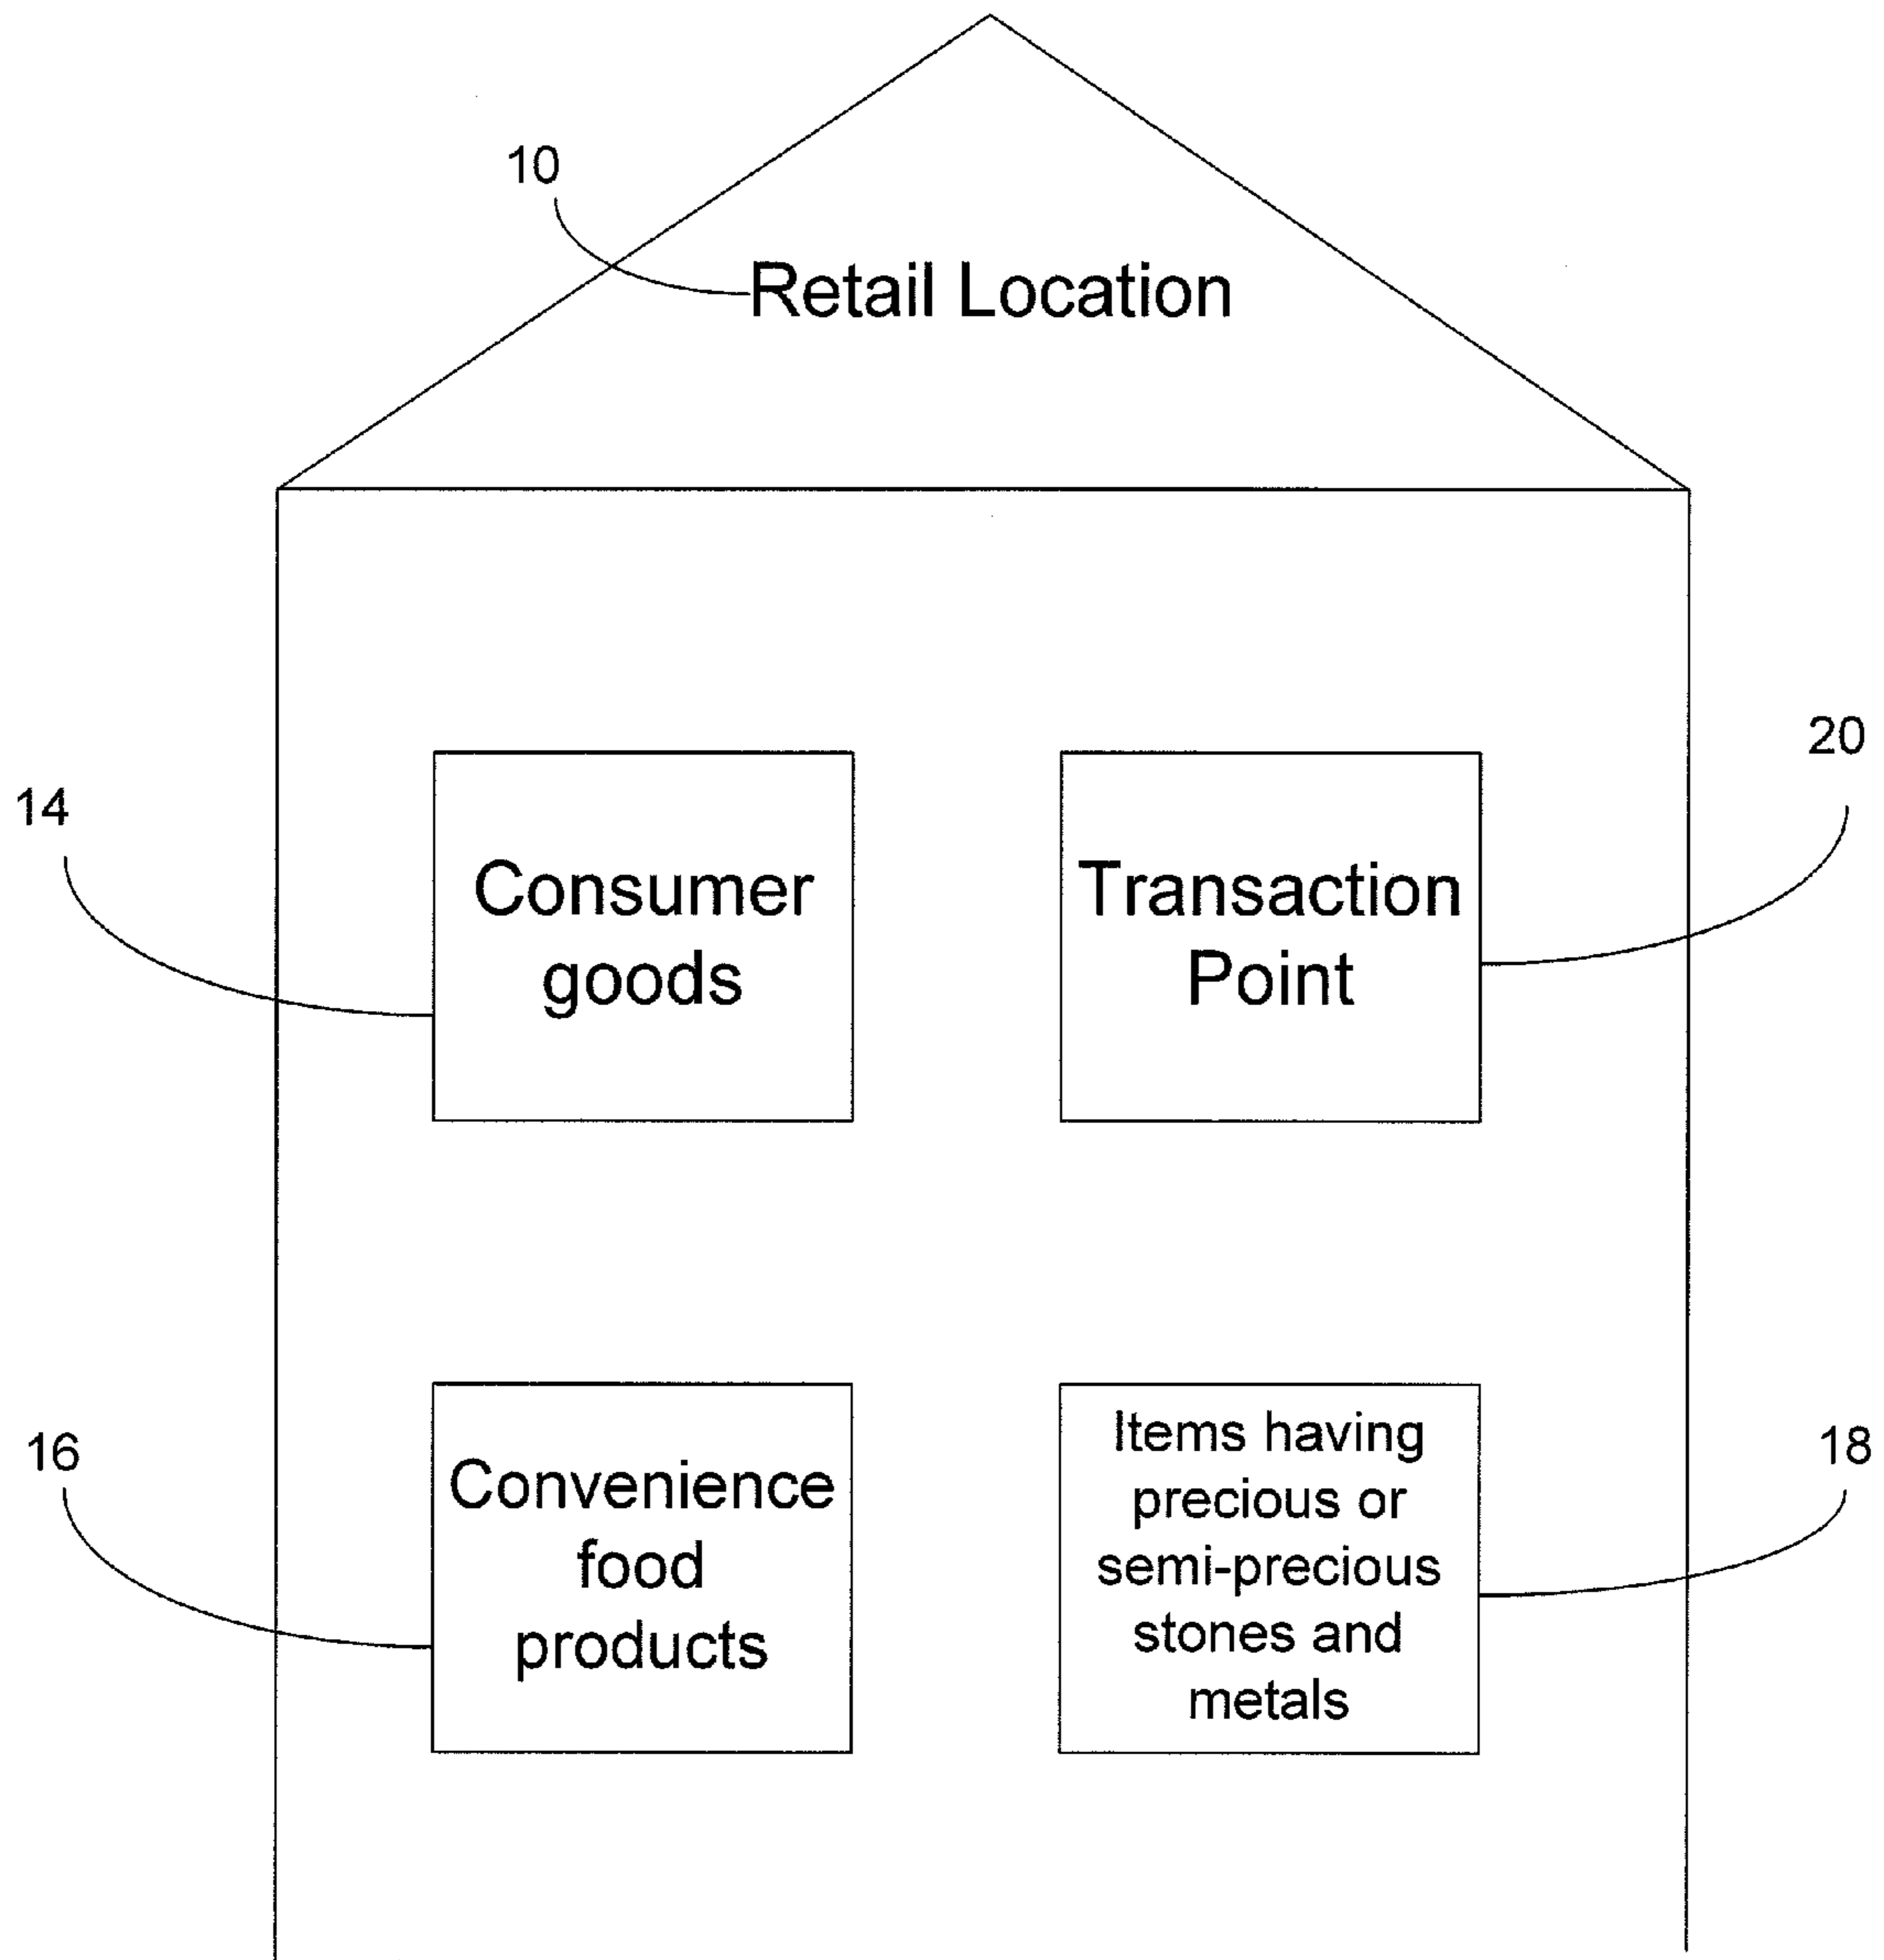 10
Retail Location
20
14
Consumer
goods
Transaction
Point
16
Convenience
food
products
Items having
precious or
semi-precious
stones and
metals
18